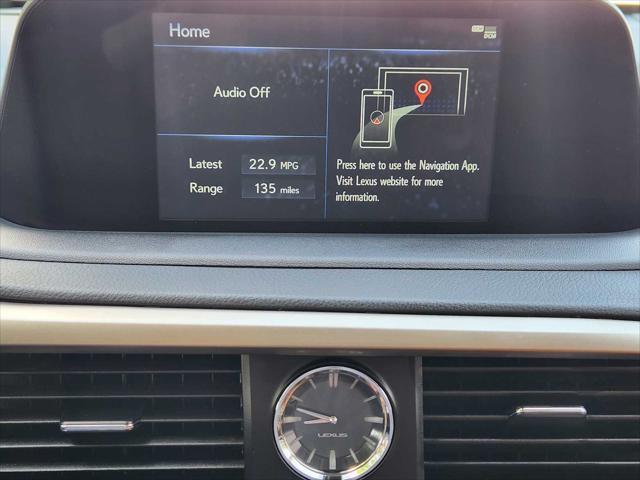 Home
DCM
Audio Off
Latest 22.9 MPG
Range 135 miles
Press here to use the Navigation App.
Visit Lexus website for more
information.
LEXUS